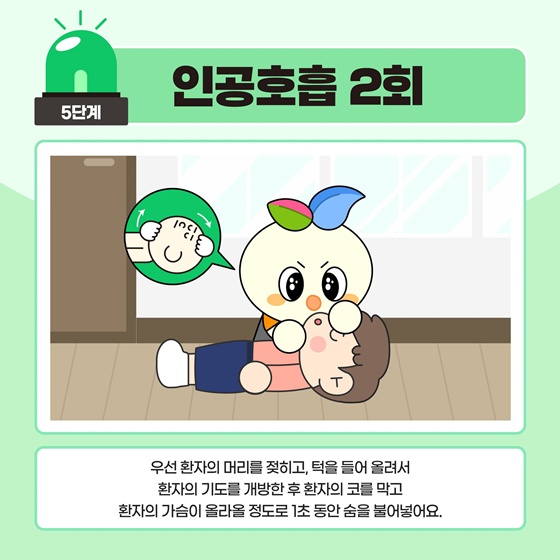 5단계
인공호흡 2회
우선 환자의 머리를 젖히고, 턱을 들어 올려서
환자의 기도를 개방한 후 환자의 코를 막고
환자의 가슴이 올라올 정도로 1초 동안 숨을 불어넣어요.